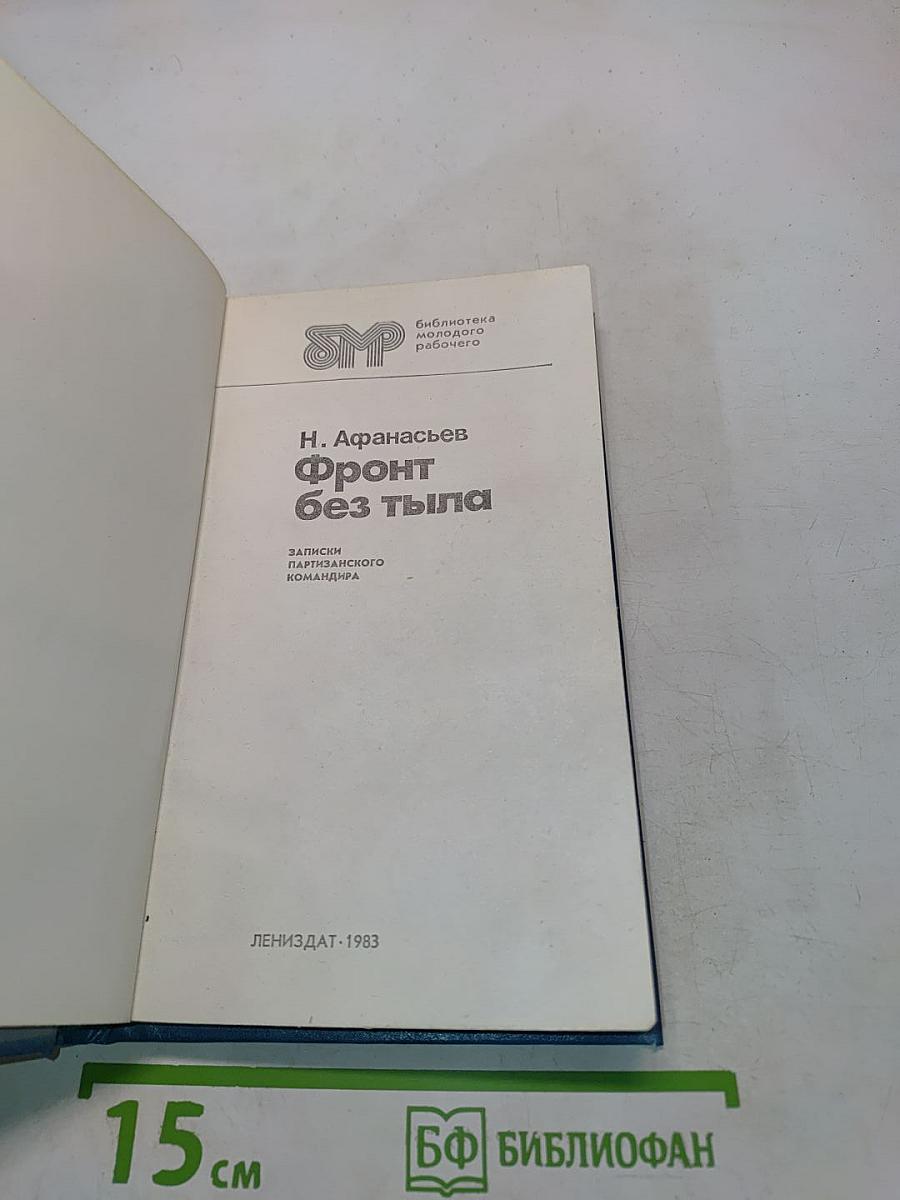 бмр
библиотека
молодого
рабочего
Н. Афанасьев
Фронт
без тыла
ЗАПИСКИ
ПАРТИЗАНСКОГО
КОМАНДИРА
ЛЕНИЗДАТ·1983
15 см
БФ БИБЛИОФАН